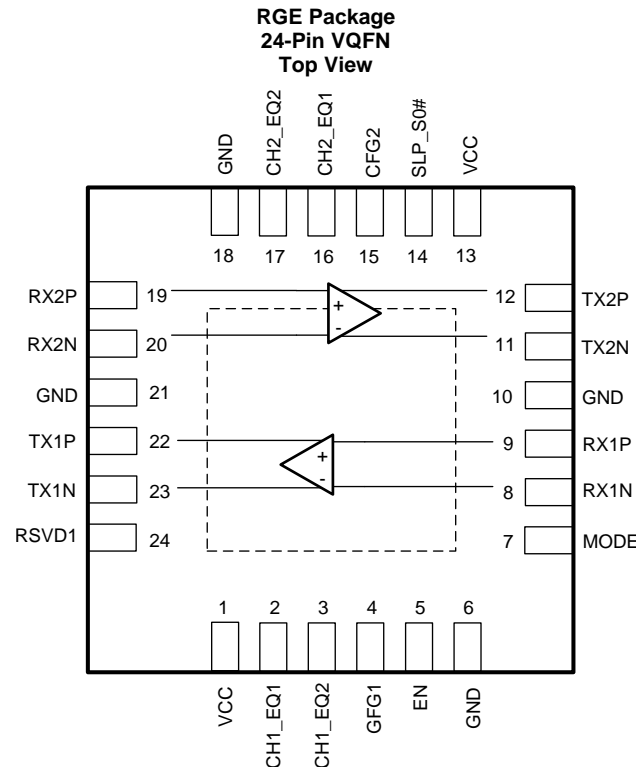 RGE Package
24-Pin VQFN
Top View
GND
CH2_EQ2
CH2_EQ1
CFG2
SLP_S0#
VCC
18
17
16
15
14
13
RX2P
19
+
12
TX2P
RX2N
20
-
11
TX2N
GND
21
10
GND
TX1P
22
+
9
RX1P
TX1N
23
-
8
RX1N
RSVD1
24
7
MODE
1
2
3
4
5
6
VCC
CH1_EQ1
CH1_EQ2
GFG1
EN
GND